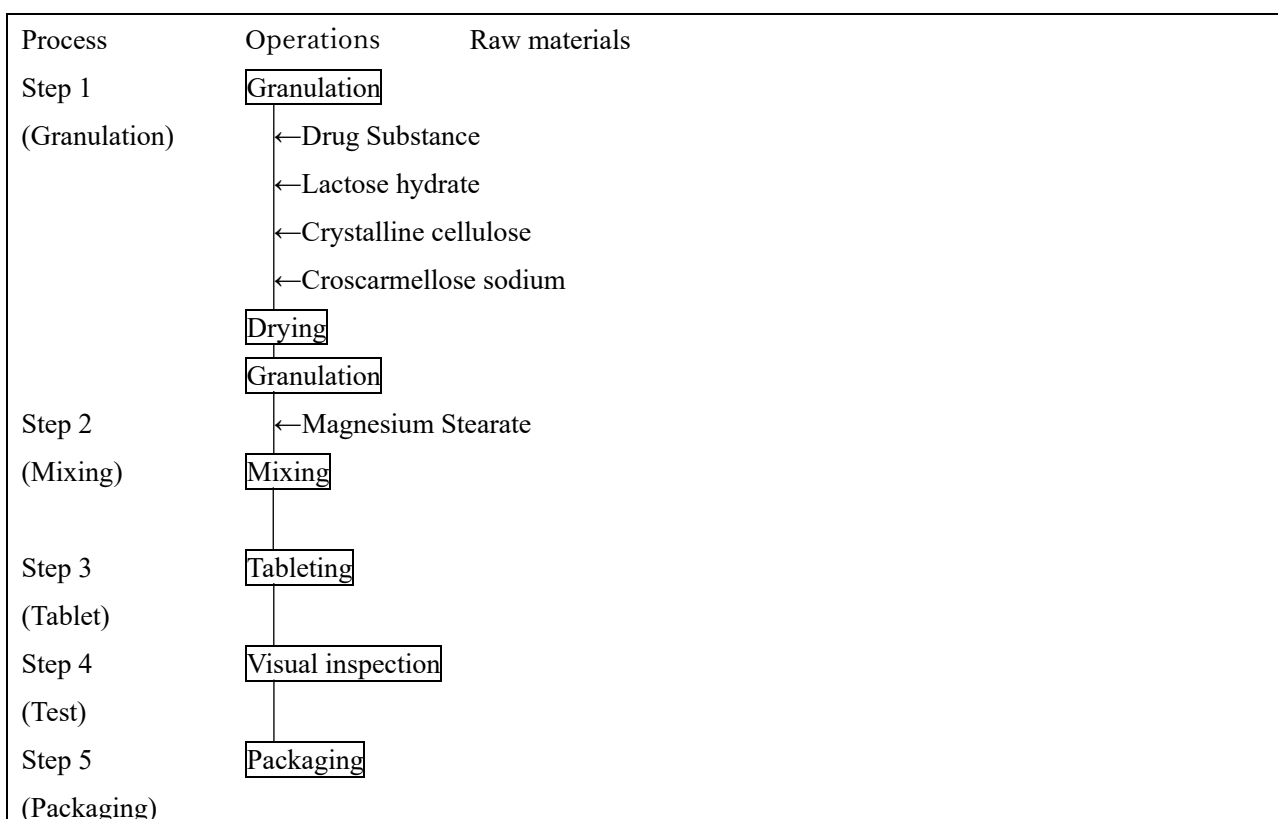 Process Operations Raw materials
Step 1 Granulation
(Granulation) ←Drug Substance
←Lactose hydrate
←Crystalline cellulose
←Croscarmellose sodium
Drying
Granulation
Step 2 ←Magnesium Stearate
(Mixing) Mixing
Step 3 Tableting
(Tablet)
Step 4 Visual inspection
(Test)
Step 5 Packaging
(Packaging)